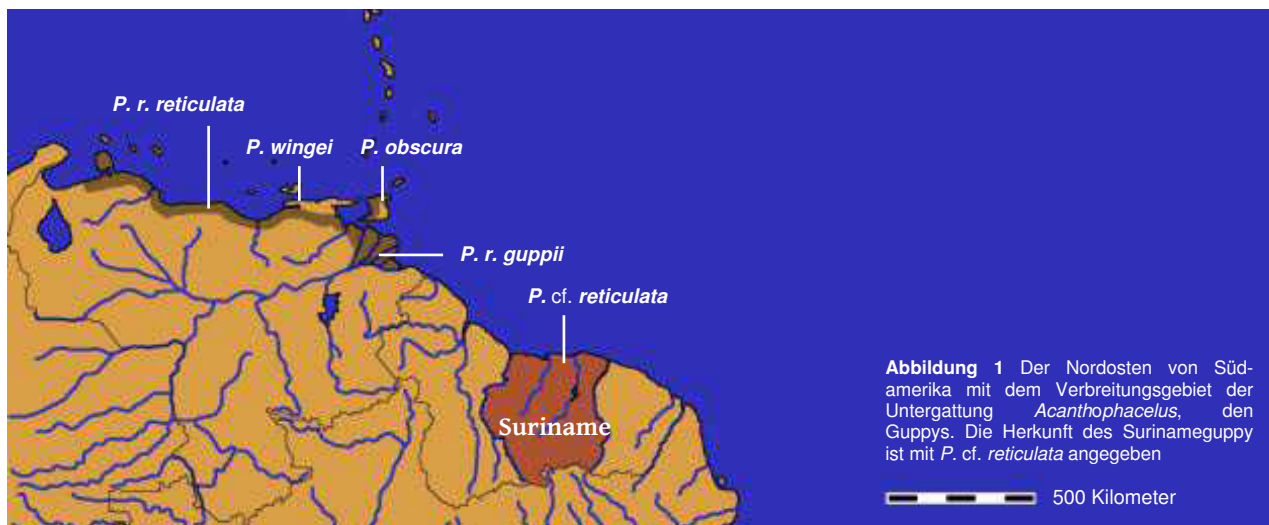 P. r. reticulata
P. wingei
P. obscura
P. r. guppii
P. cf. reticulata
Suriname
Abbildung 1 Der Nordosten von Süd-
amerika mit dem Verbreitungsgebiet der
Untergattung Acanthophacelus, den
Guppys. Die Herkunft des Surinameguppy
ist mit P. cf. reticulata angegeben
500 Kilometer